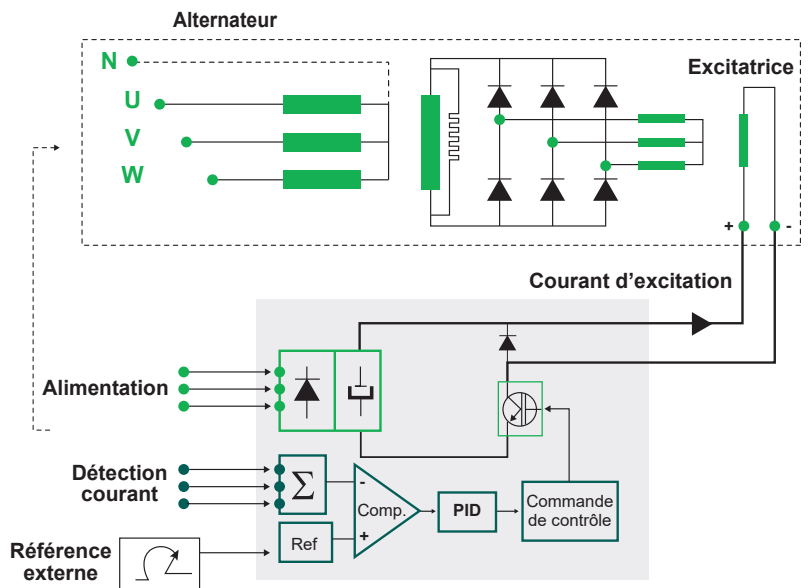 Alternateur
N
Excitatrice
U
V
W
+ -
Courant d'excitation
Alimentation
Détection
courant
Σ
-
Comp.
+
PID
Commande
de contrôle
Ref
Référence
externe